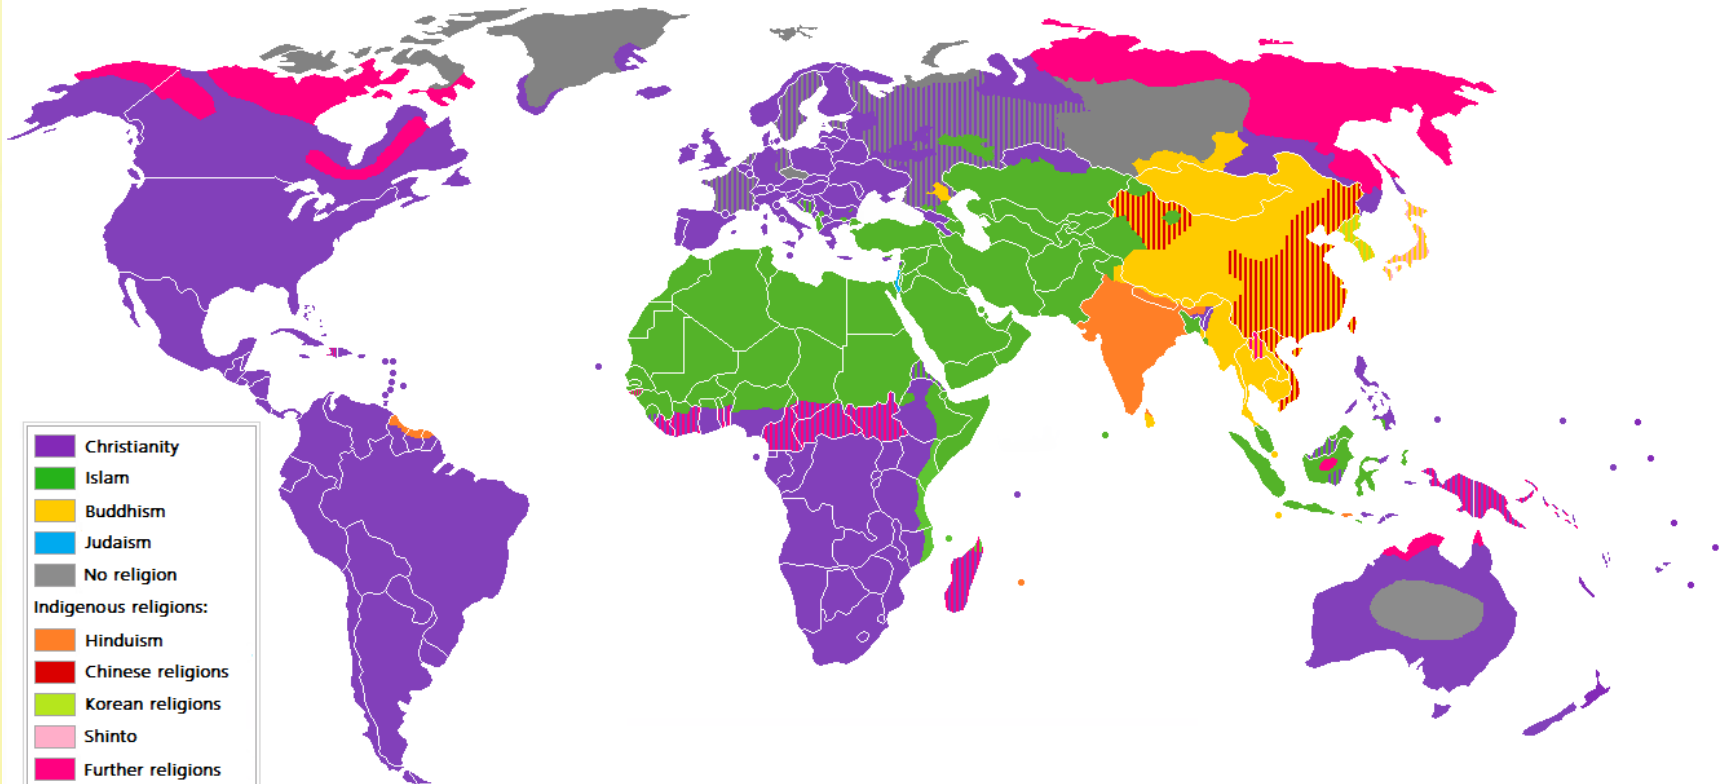 Christianity
Islam
Buddhism
Judaism
No religion
Indigenous religions:
Hinduism
Chinese religions
Korean religions
Shinto
Further religions